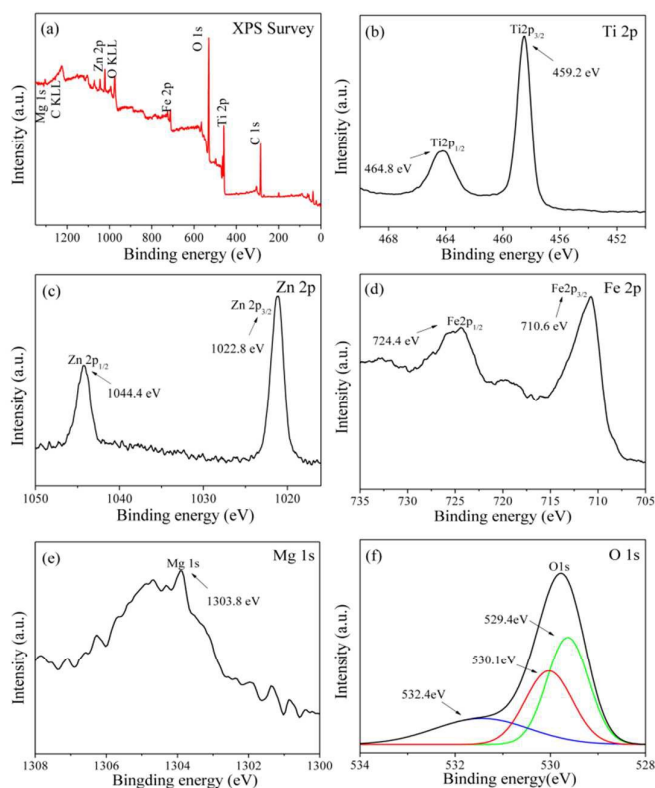 (a) XPS Survey
Mg 1s
C KLL
Zn 2p
O KLL
Fe 2p
O 1s
Ti 2p
C 1s
Intensity (a.u.)
1200 1000 800 600 400 200 0
Binding energy (eV)
(b) Ti 2p
Ti2p3/2
459.2 eV
Ti2p1/2
464.8 eV
Intensity (a.u.)
468 464 460 456 452
Binding energy (eV)
(c) Zn 2p
Zn 2p3/2
1022.8 eV
Zn 2p1/2
1044.4 eV
Intensity (a.u.)
1050 1040 1030 1020
Binding energy (eV)
(d) Fe 2p
Fe2p3/2
710.6 eV
Fe2p1/2
724.4 eV
Intensity (a.u.)
735 730 725 720 715 710 705
Binding energy (eV)
(e) Mg 1s
Mg 1s
1303.8 eV
Intensity (a.u.)
1308 1306 1304 1302 1300
Bingding energy (eV)
(f) O 1s
O1s
529.4eV
530.1eV
532.4eV
Intensity (a.u.)
534 532 530 528
Binding energy(eV)